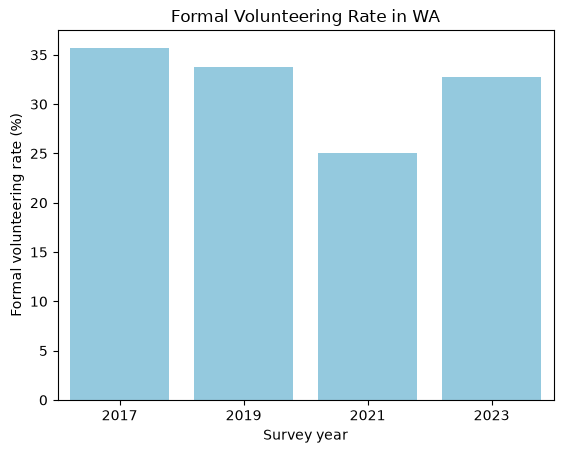 Formal Volunteering Rate in WA
35
30
25
20
15
10
5
0
Formal volunteering rate (%)
2017 2019 2021 2023
Survey year